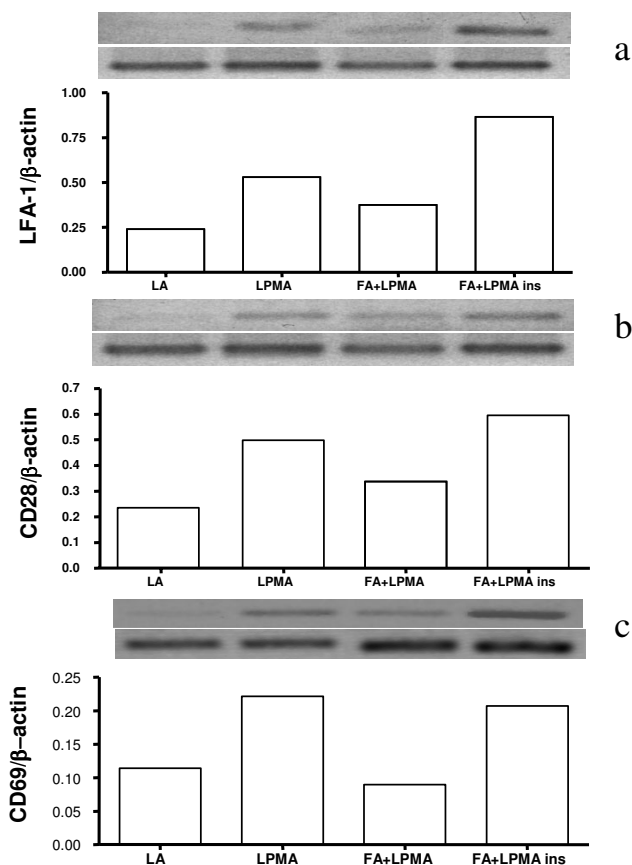 a
LFA-1/β-actin
1.00
0.75
0.50
0.25
0.00
LA LPMA FA+LPMA FA+LPMA ins
b
CD28/β-actin
0.7
0.6
0.5
0.4
0.3
0.2
0.1
0.0
LA LPMA FA+LPMA FA+LPMA ins
c
CD69/β–actin
0.25
0.20
0.15
0.10
0.05
0.00
LA LPMA FA+LPMA FA+LPMA ins